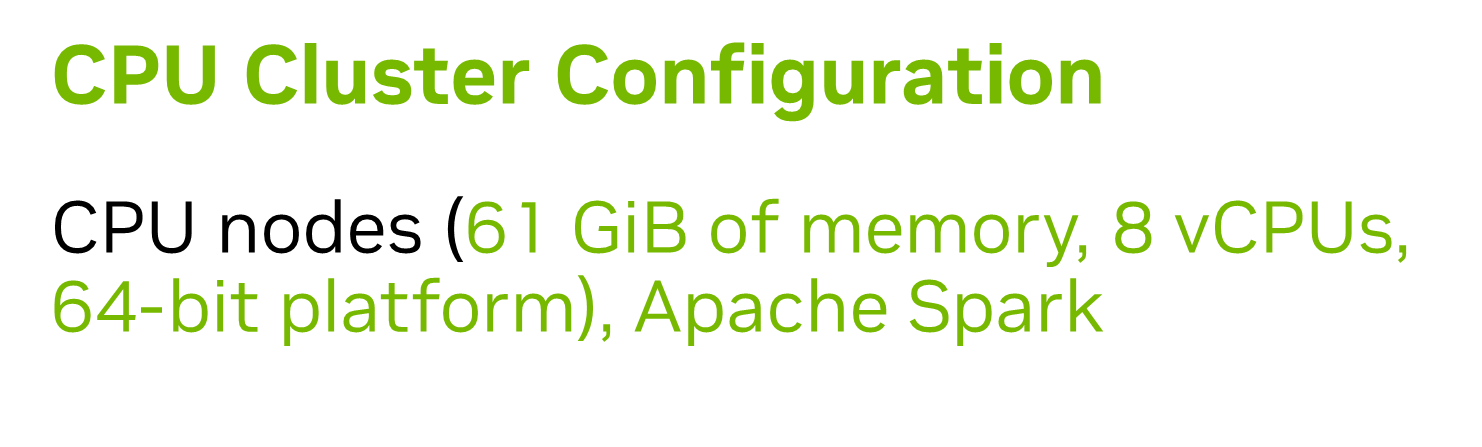 CPU Cluster Configuration
CPU nodes (61 GiB of memory, 8 vCPUs,
64-bit platform), Apache Spark